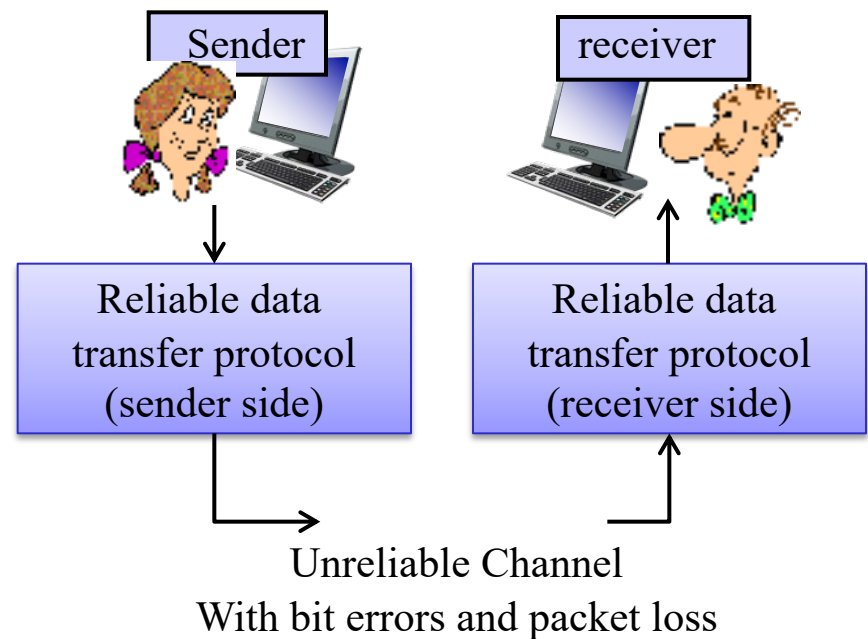 Sender
receiver
Reliable data
transfer protocol
(sender side)
Reliable data
transfer protocol
(receiver side)
Unreliable Channel
With bit errors and packet loss